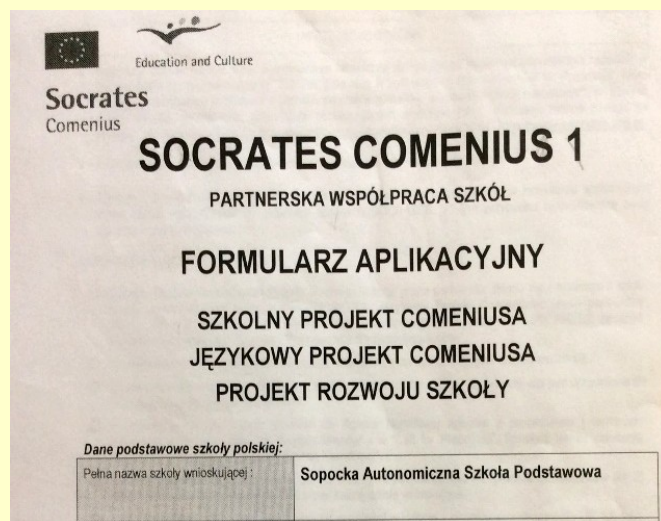 Education and Culture
Socrates
Comenius
SOCRATES COMENIUS 1
PARTNERSKA WSPÓŁPRACA SZKÓŁ
FORMULARZ APLIKACYJNY
SZKOLNY PROJEKT COMENIUSA
JĘZYKOWY PROJEKT COMENIUSA
PROJEKT ROZWOJU SZKOŁY
Dane podstawowe szkoły polskiej:
Pełna nazwa szkoły wnioskującej : Sopocka Autonomiczna Szkoła Podstawowa